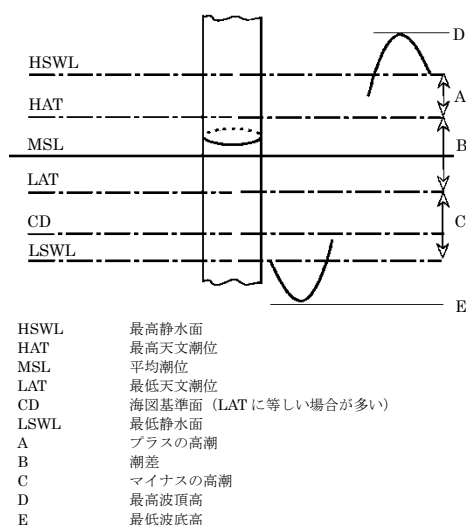 D
HSWL
A
HAT
B
MSL
LAT
C
CD
LSWL
E
HSWL 最高静水面
HAT 最高天文潮位
MSL 平均潮位
LAT 最低天文潮位
CD 海図基準面（LAT に等しい場合が多い）
LSWL 最低静水面
A プラスの高潮
B 潮差
C マイナスの高潮
D 最高波頂高
E 最低波底高